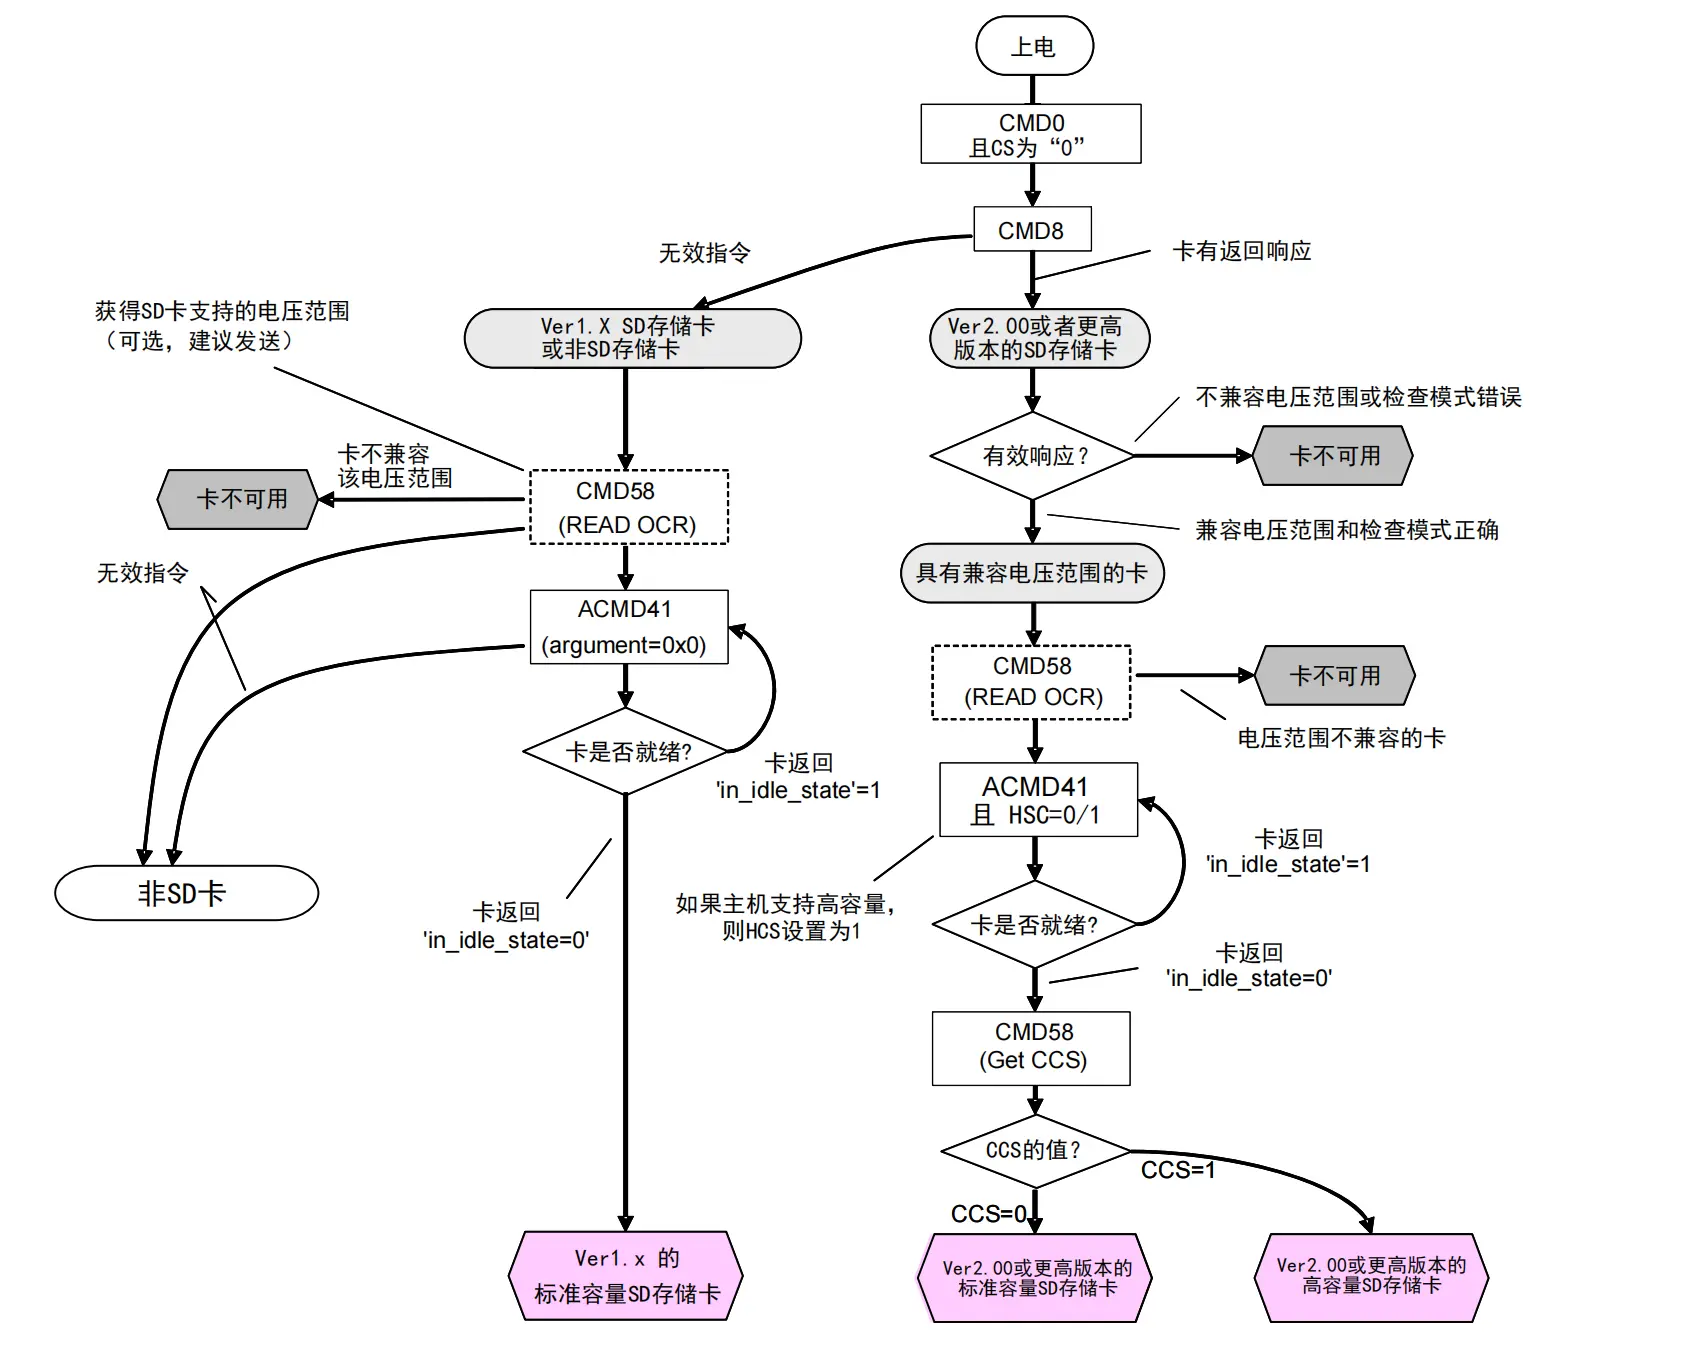 上电
CMD0
且CS为“0”
CMD8
无效指令
卡有返回响应
获得SD卡支持的电压范围
（可选，建议发送）
Ver1.X SD存储卡
或非SD存储卡
Ver2.00或者更高
版本的SD存储卡
不兼容电压范围或检查模式错误
有效响应？
卡不可用
卡不兼容
该电压范围
卡不可用
CMD58
(READ OCR)
兼容电压范围和检查模式正确
无效指令
具有兼容电压范围的卡
ACMD41
(argument=0x0)
CMD58
(READ OCR)
卡不可用
电压范围不兼容的卡
卡是否就绪?
卡返回
'in_idle_state'=1
ACMD41
且 HSC=0/1
卡返回
'in_idle_state'=1
非SD卡
卡返回
'in_idle_state=0'
如果主机支持高容量，
则HCS设置为1
卡是否就绪?
卡返回
'in_idle_state=0'
CMD58
(Get CCS)
CCS的值？
CCS=1
CCS=0
Ver1.x 的
标准容量SD存储卡
Ver2.00或更高版本的
标准容量SD存储卡
Ver2.00或更高版本的
高容量SD存储卡